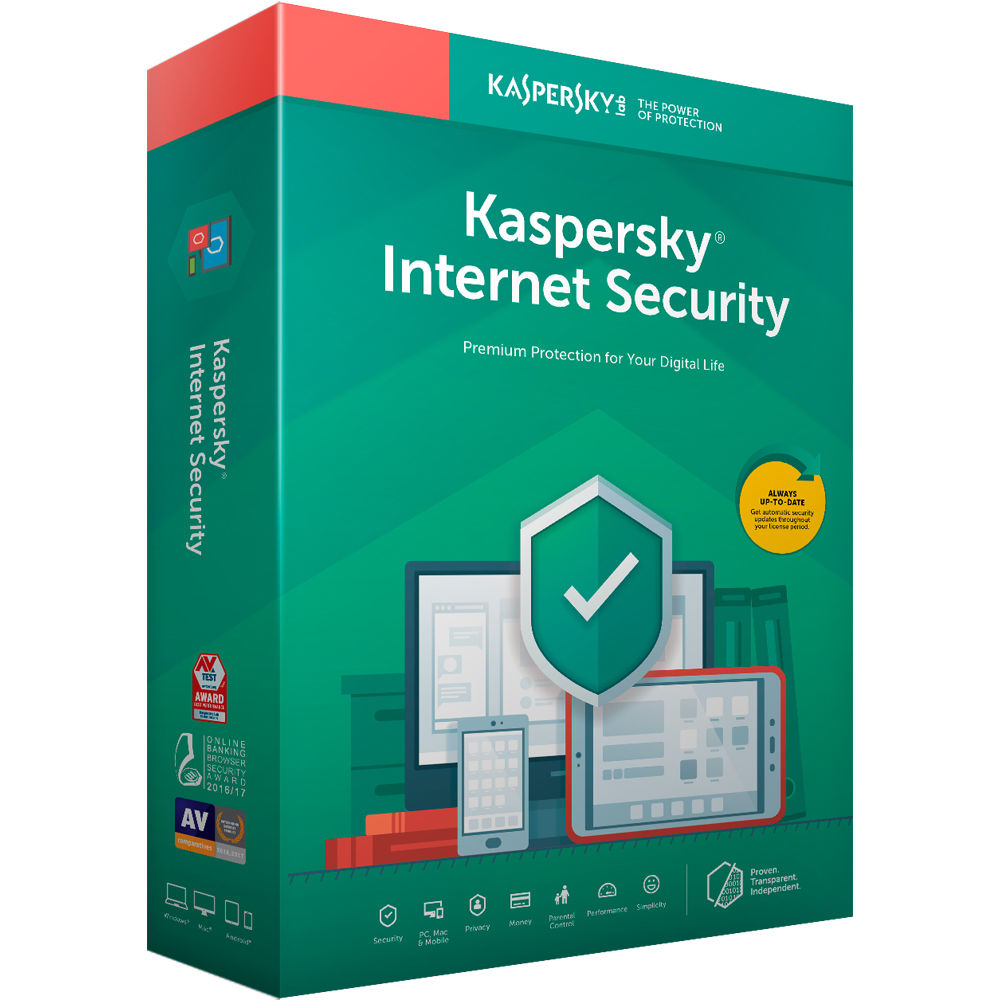 KASPERSKY lab
THE POWER
OF PROTECTION
Kaspersky®
Internet Security
Premium Protection for Your Digital Life
ALWAYS
UP-TO-DATE
Get automatic security
updates throughout
your license period.
Security
PC, Mac
& Mobile
Privacy
Money
Parental
Control
Performance
Simplicity
Proven.
Transparent.
Independent.
Kaspersky®
Internet Security
AV
TEST
AWARD
ONLINE
BANKING
BROWSER
SECURITY
AWARD
2016/17
AV
comparatives
Windows®
Mac®
Android®